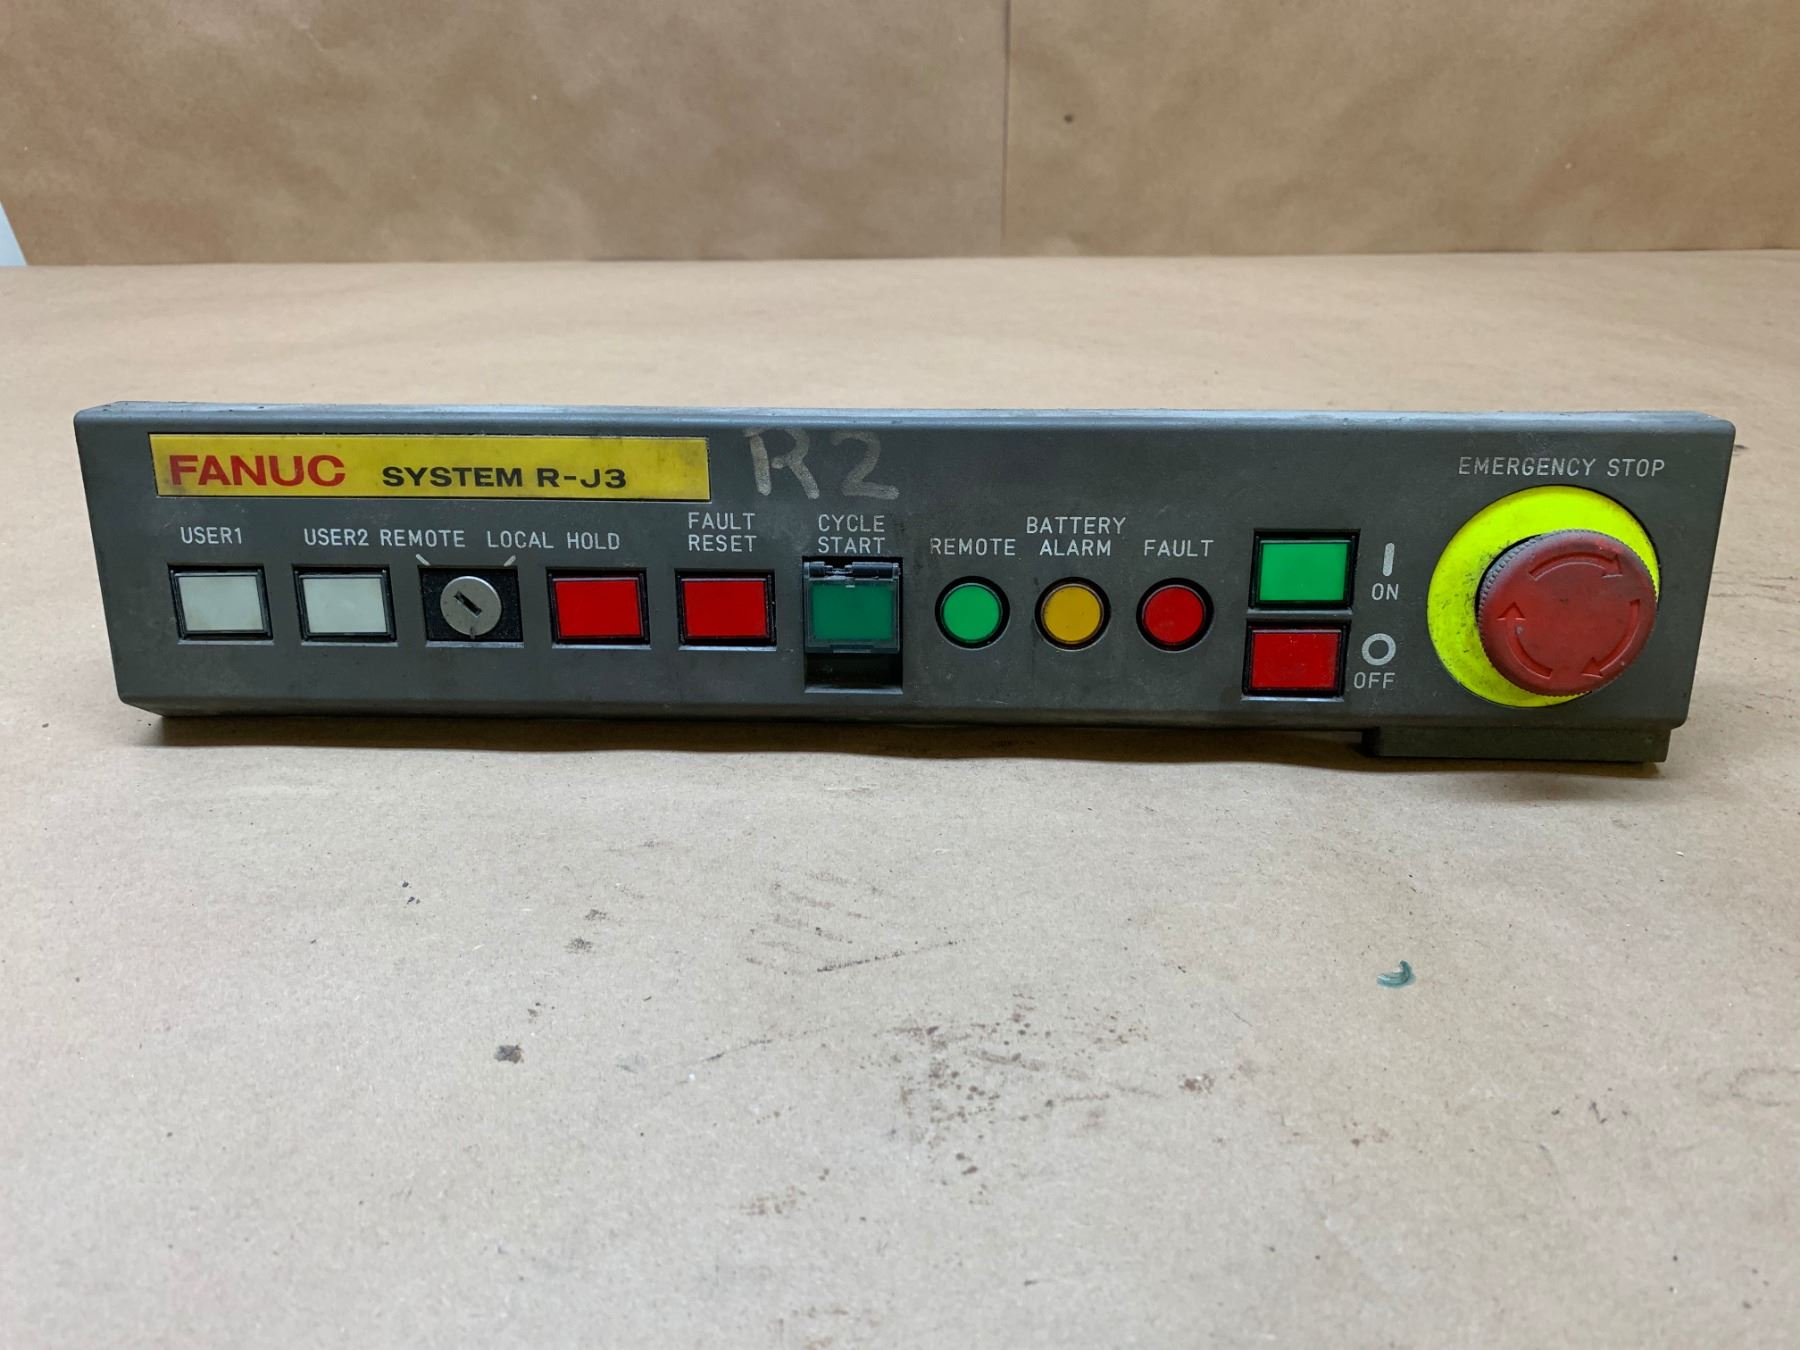 FANUC SYSTEM R-J3
R2
EMERGENCY STOP
USER1
USER2
REMOTE
LOCAL
HOLD
FAULT
RESET
CYCLE
START
REMOTE
BATTERY
ALARM
FAULT
ON
OFF